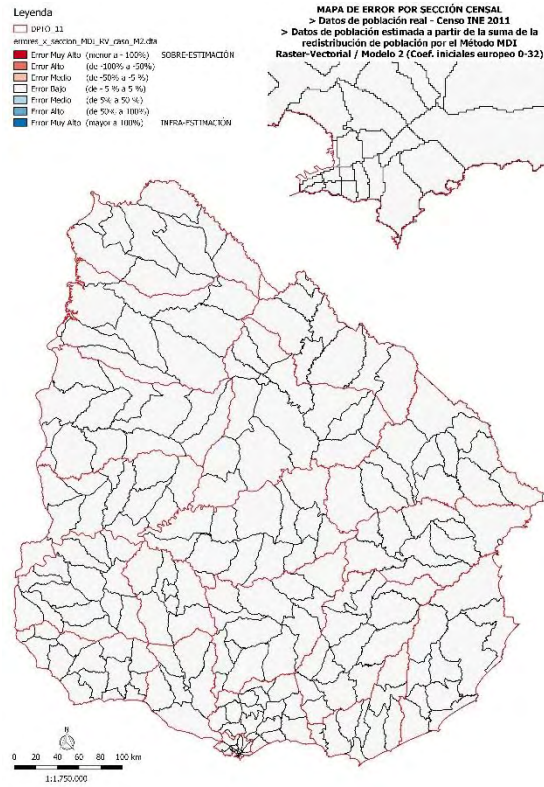 Leyenda
DPTO_11
errores_x_seccion_MDI_RV_caso_M2.dta
Error Muy Alto (menor a - 100%) SOBRE-ESTIMACIÓN
Error Alto (de -100% a -50%)
Error Medio (de -50% a -5 %)
Error Bajo (de - 5 % a 5 %)
Error Medio (de 5% a 50 %)
Error Alto (de 50% a 100%)
Error Muy Alto (mayor a 100%) INFRA-ESTIMACIÓN
MAPA DE ERROR POR SECCIÓN CENSAL
> Datos de población real - Censo INE 2011
> Datos de población estimada a partir de la suma de la
redistribución de población por el Método MDI
Raster-Vectorial / Modelo 2 (Coef. iniciales europeo 0-32)
N
0 20 40 60 80 100 km
1:1.750.000